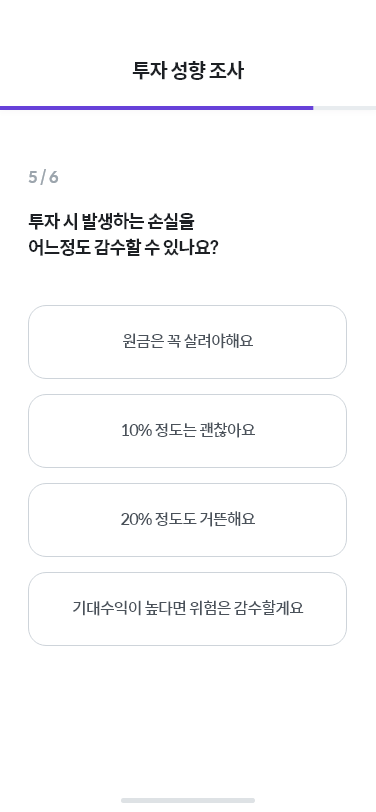 투자 성향 조사
5 / 6
투자 시 발생하는 손실을
어느정도 감수할 수 있나요?
원금은 꼭 살려야해요
10% 정도는 괜찮아요
20% 정도도 거뜬해요
기대수익이 높다면 위험은 감수할게요